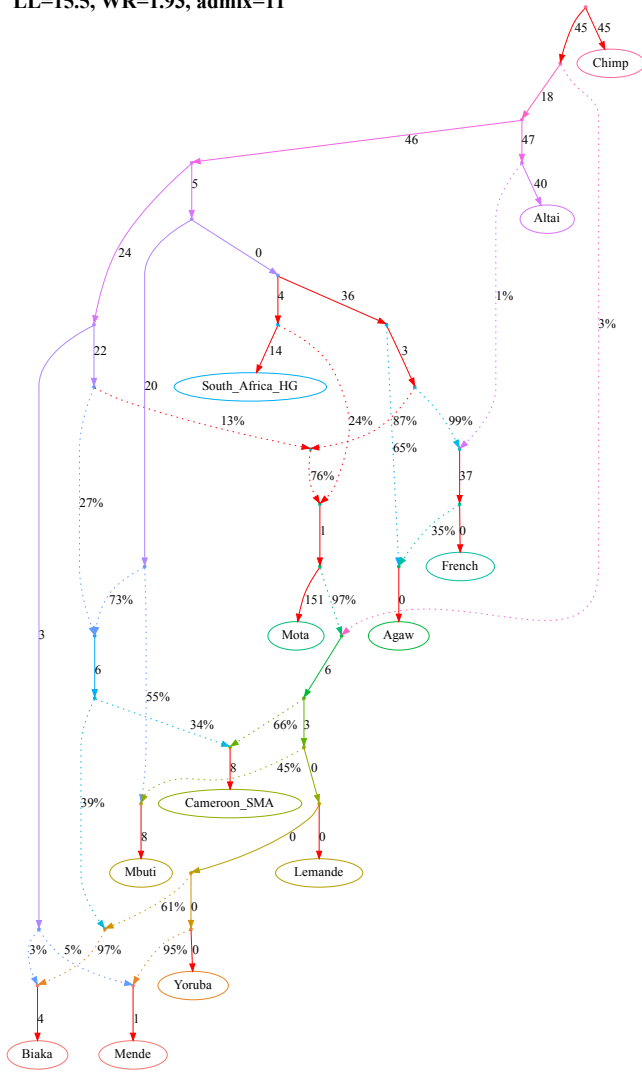 LL=15.5, WR=1.93, admix=11
45 45
Chimp
18
46 47
5 40
Altai
24 0
4 36 1% 3%
22 20 14 3
South_Africa_HG
13% 24% 87% 99%
65%
76% 37
27% 1 35% 0
French
73% 151 97% 0
3 Mota Agaw
6 6
55% 34% 66% 3
8 45% 0
39% Cameroon_SMA
8 0 0
Mbuti Lemande
61% 0
3% 5% 97% 95% 0
Yoruba
4 1
Biaka Mende